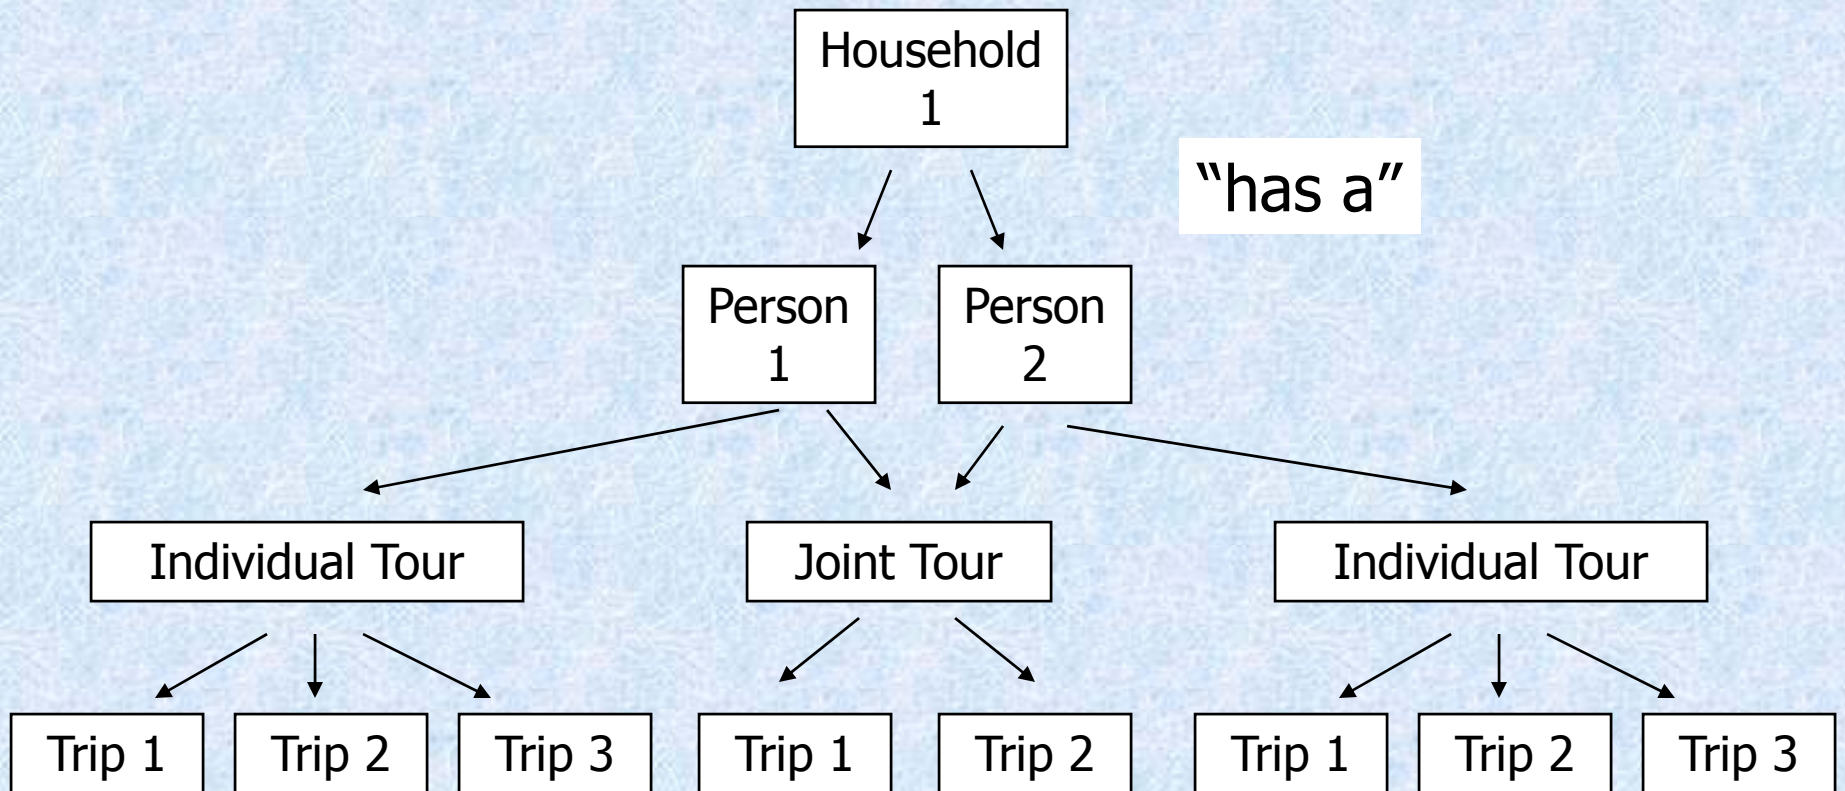 Household
1
“has a”
Person
1
Person
2
Individual Tour
Joint Tour
Individual Tour
Trip 1
Trip 2
Trip 3
Trip 1
Trip 2
Trip 1
Trip 2
Trip 3